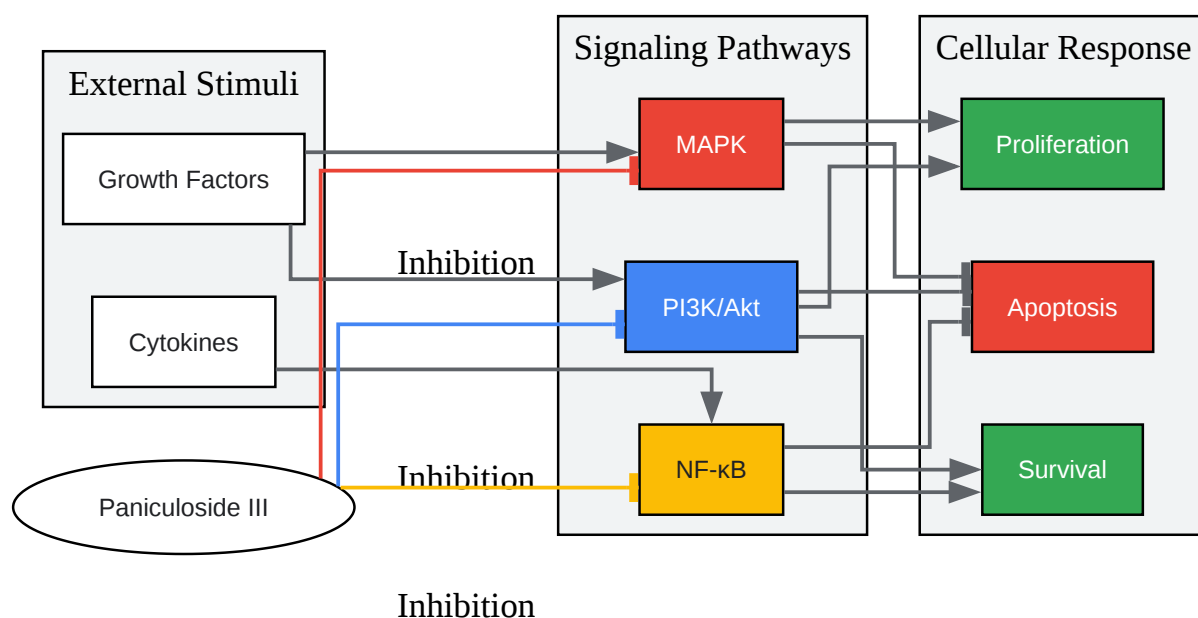 External Stimuli
Growth Factors
Cytokines
Paniculoside III
Inhibition
Inhibition
Inhibition
Signaling Pathways
MAPK
PI3K/Akt
NF-κB
Cellular Response
Proliferation
Apoptosis
Survival